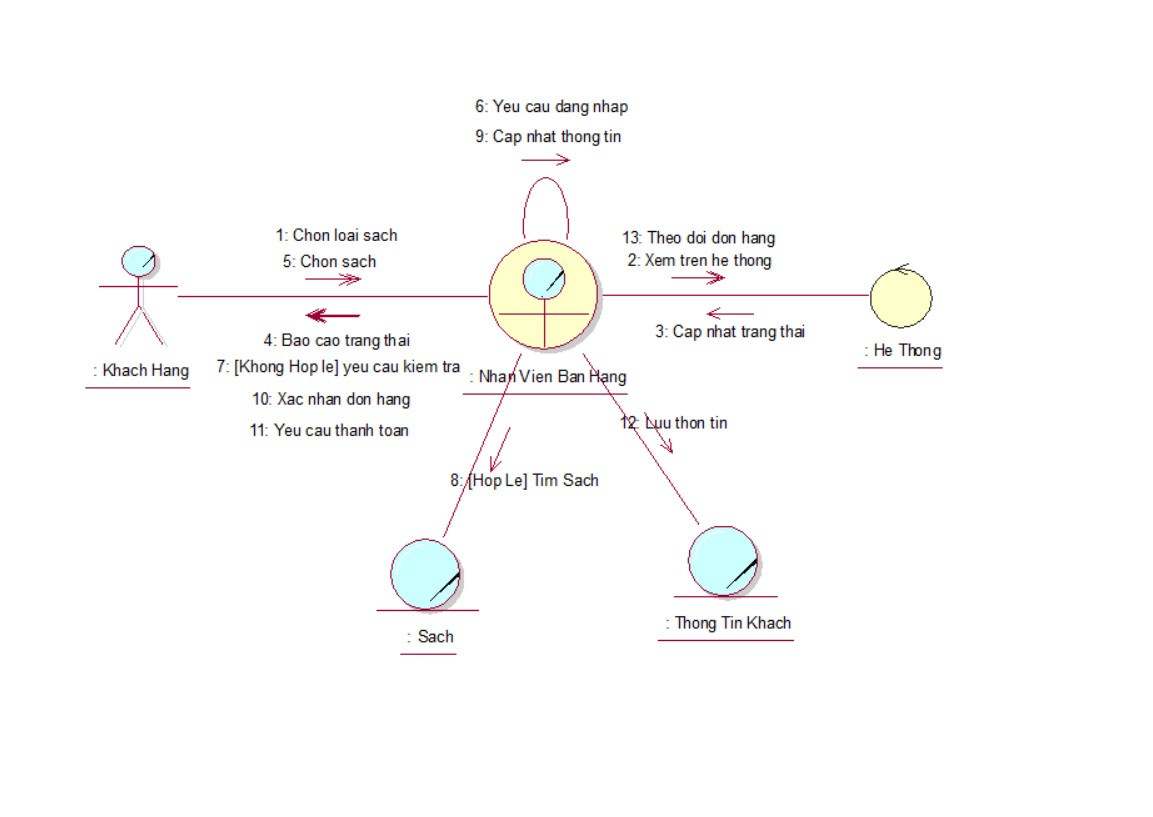 6: Yeu cau dang nhap
9: Cap nhat thong tin
1: Chon loai sach
5: Chon sach
13: Theo doi don hang
2: Xem tren he thong
4: Bao cao trang thai
7: [Khong Hop le] yeu cau kiem tra
10: Xac nhan don hang
11: Yeu cau thanh toan
3: Cap nhat trang thai
: Khach Hang
: Nhan Vien Ban Hang
: He Thong
12: Luu thon tin
8: [Hop Le] Tim Sach
: Sach
: Thong Tin Khach